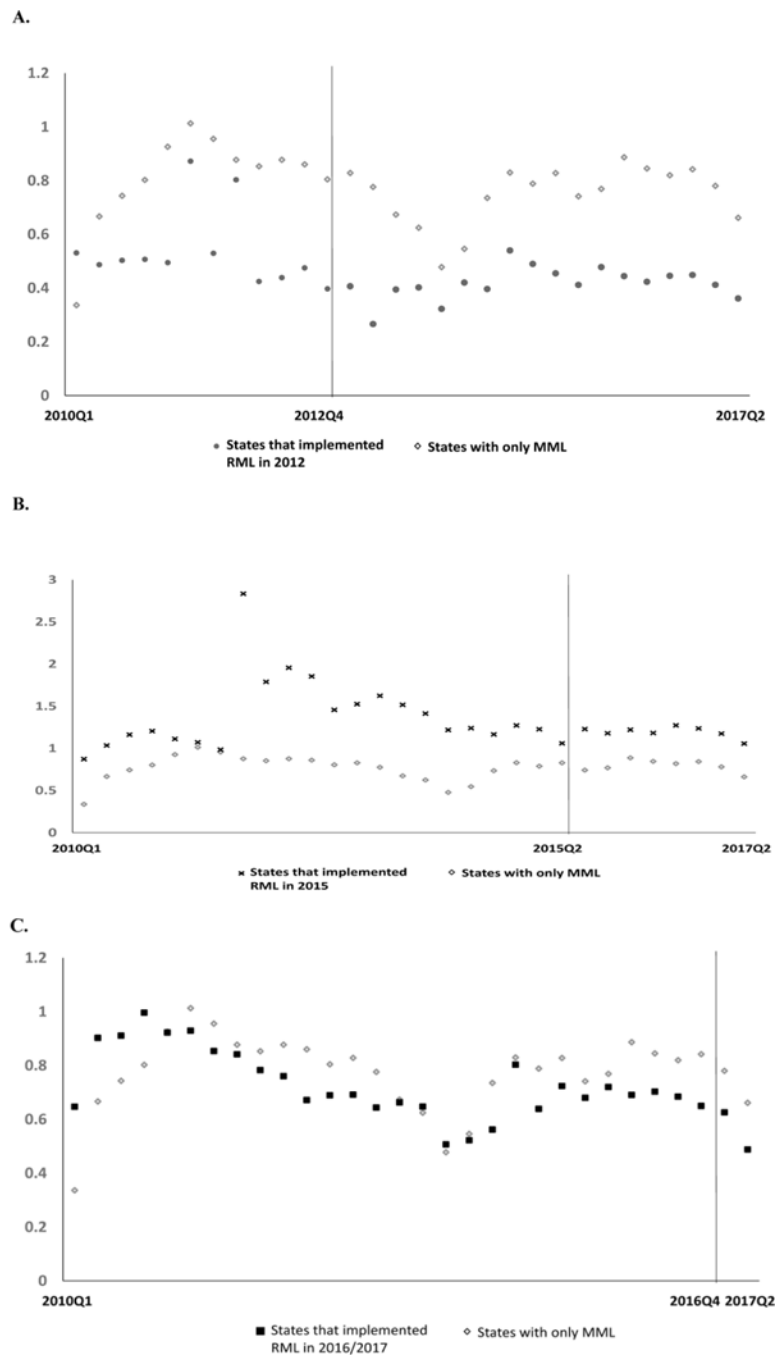 A.
1.2
1
0.8
0.6
0.4
0.2
0
2010Q1 2012Q4 2017Q2
States that implemented RML in 2012
States with only MML
B.
3
2.5
2
1.5
1
0.5
0
2010Q1 2015Q2 2017Q2
States that implemented RML in 2015
States with only MML
C.
1.2
1
0.8
0.6
0.4
0.2
0
2010Q1 2016Q4 2017Q2
States that implemented RML in 2016/2017
States with only MML